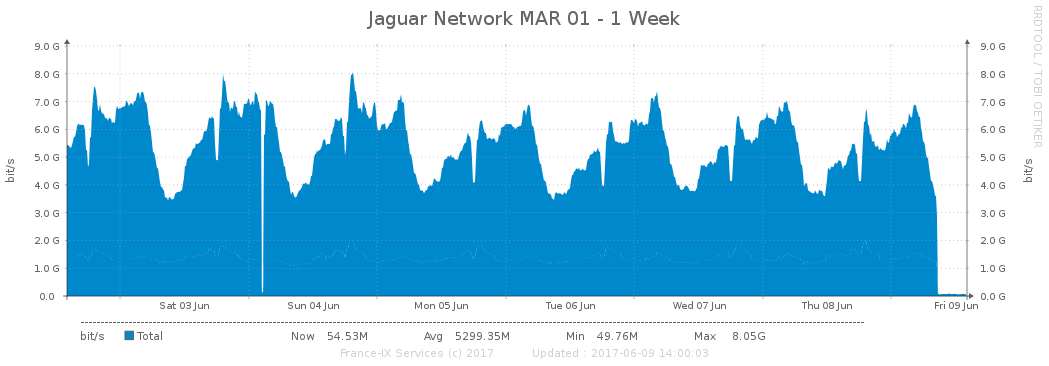 Jaguar Network MAR 01 - 1 Week
RRDTOOL / TOBI OETIKER
9.0 G 9.0 G
8.0 G 8.0 G
7.0 G 7.0 G
6.0 G 6.0 G
5.0 G 5.0 G
4.0 G 4.0 G
3.0 G 3.0 G
2.0 G 2.0 G
1.0 G 1.0 G
0.0 0.0 G
bit/s
bit/s
Sat 03 Jun Sun 04 Jun Mon 05 Jun Tue 06 Jun Wed 07 Jun Thu 08 Jun Fri 09 Jun
bit/s Total Now 54.53M Avg 5299.35M Min 49.76M Max 8.05G
France-IX Services (c) 2017 Updated : 2017-06-09 14:00:03